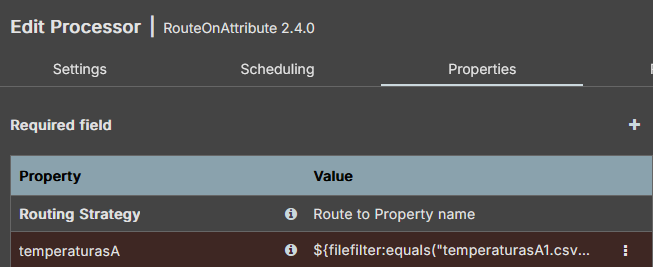 Edit Processor | RouteOnAttribute 2.4.0
Settings Scheduling Properties
Required field +
Property Value
Routing Strategy Route to Property name
temperaturasA ${filefilter:equals("temperaturasA1.csv...